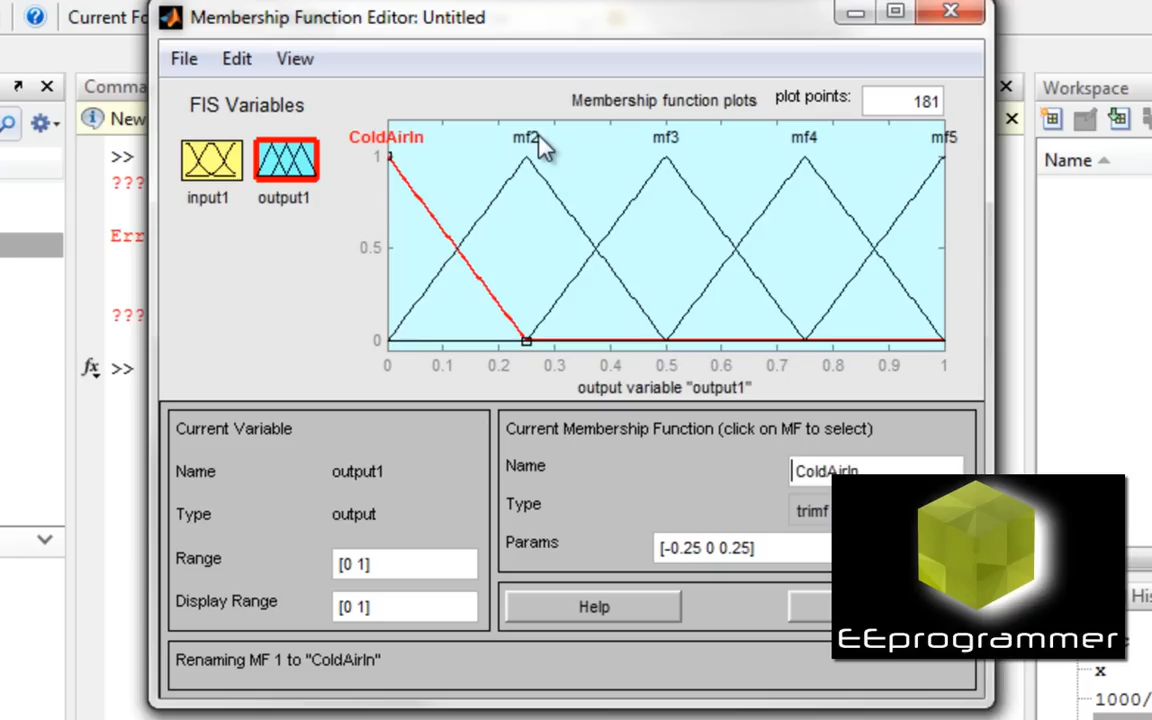 Current Fo
Membership Function Editor: Untitled
File Edit View
Comma
Workspace
New
FIS Variables
Membership function plots
plot points:
181
ColdAirIn
mf2
mf3
mf4
mf5
Name
>>
???
Err
???
fx >>
input1
output1
1
0.5
0
0 0.1 0.2 0.3 0.4 0.5 0.6 0.7 0.8 0.9 1
output variable "output1"
Current Variable
Name output1
Type output
Range [0 1]
Display Range [0 1]
Current Membership Function (click on MF to select)
Name ColdAirIn
Type trimf
Params [-0.25 0 0.25]
Help
Renaming MF 1 to "ColdAirIn"
EEprogrammer
His
x
1000/